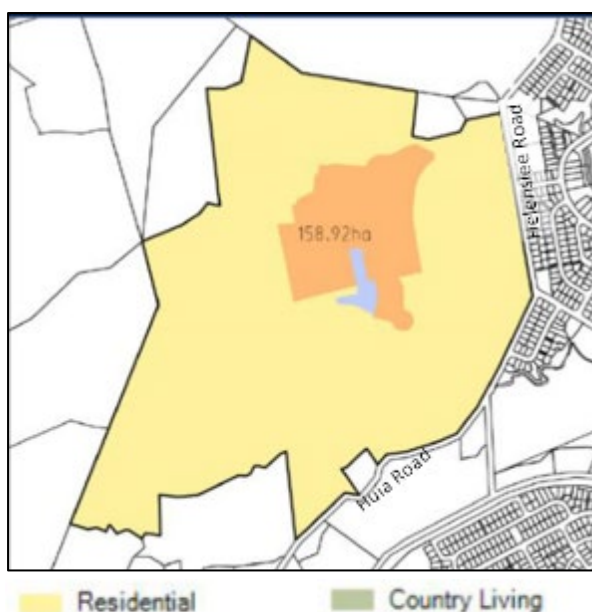 Helenslee Road
158.92ha
Huia Road
Residential
Country Living